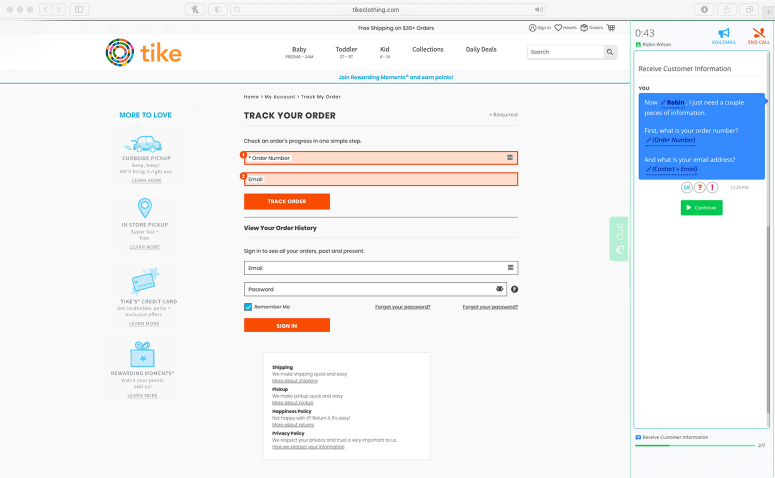 tikeclothing.com
Free Shipping on $35+ Orders
Sign in Hearts Orders
tike
Baby
PREEMIE - 24M
Toddler
2T - 5T
Kid
4 - 14
Collections
Daily Deals
Search
Join Rewarding Moments® and earn points!
Home > My Account > Track My Order
MORE TO LOVE
CURBSIDE PICKUP
Beep, beep!
We'll bring it right out.
LEARN MORE
IN STORE PICKUP
Super fast +
free.
LEARN MORE
TIKE'S® CREDIT CARD
Get cardholder perks +
exclusive offers
LEARN MORE
REWARDING MOMENTS®
Watch your points
add up!
LEARN MORE
TRACK YOUR ORDER
• Required
Check an order's progress in one simple step.
1
* Order Number
2
Email
TRACK ORDER
View Your Order History
Sign in to see all your orders, past and present.
Email
Password
?
Remember Me
Forgot your password?
Forgot your password?
SIGN IN
Shipping
We make shipping quick and easy
More about shipping
Pickup
We make pickup quick and easy
More about pickup
Happiness Policy
Not happy with it? Return it. It's easy!
More about returns
Privacy Policy
We respect your privacy and trust is very important to us.
How we protect your information
cue
0:43
Robin Wilson
VOICEMAIL
END CALL
Receive Customer Information
YOU
Now Robin, I just need a couple
pieces of information.
First, what is your order number?
(Order Number)
And what is your email address?
(Contact » Email)
? !
12:26 PM
Continue
Receive Customer Information
2/7